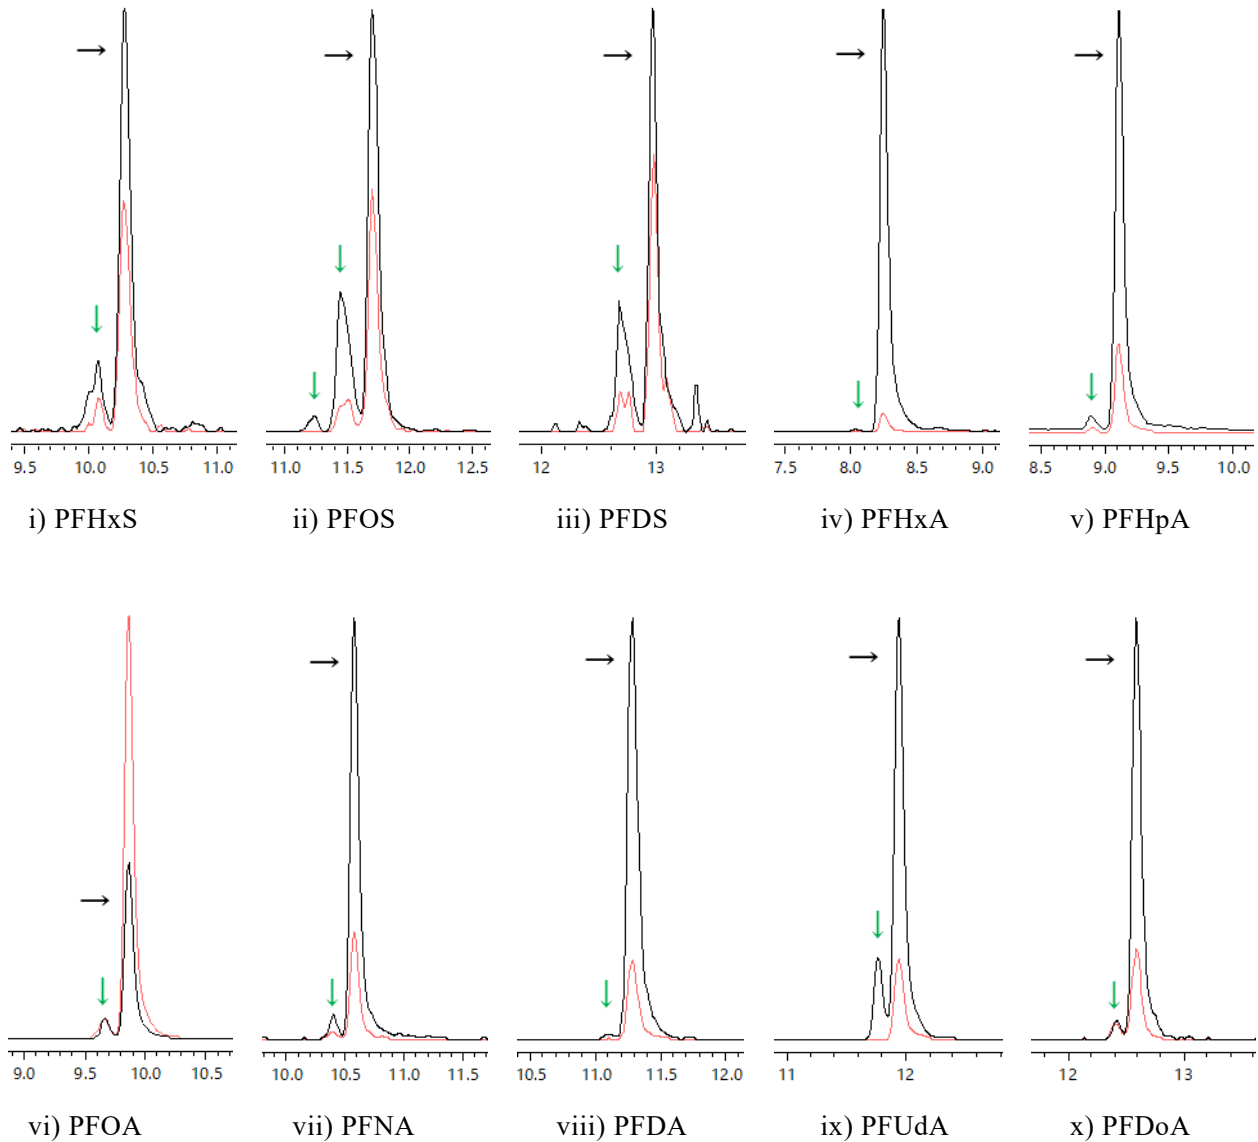 9.5 10.0 10.5 11.0 11.0 11.5 12.0 12.5 12 13 7.5 8.0 8.5 9.0 8.5 9.0 9.5 10.0
i) PFHxS ii) PFOS iii) PFDS iv) PFHxA v) PFHpA
9.0 9.5 10.0 10.5 10.0 10.5 11.0 11.5 11.0 11.5 12.0 11 12 12 13
vi) PFOA vii) PFNA viii) PFDA ix) PFUdA x) PFDoA